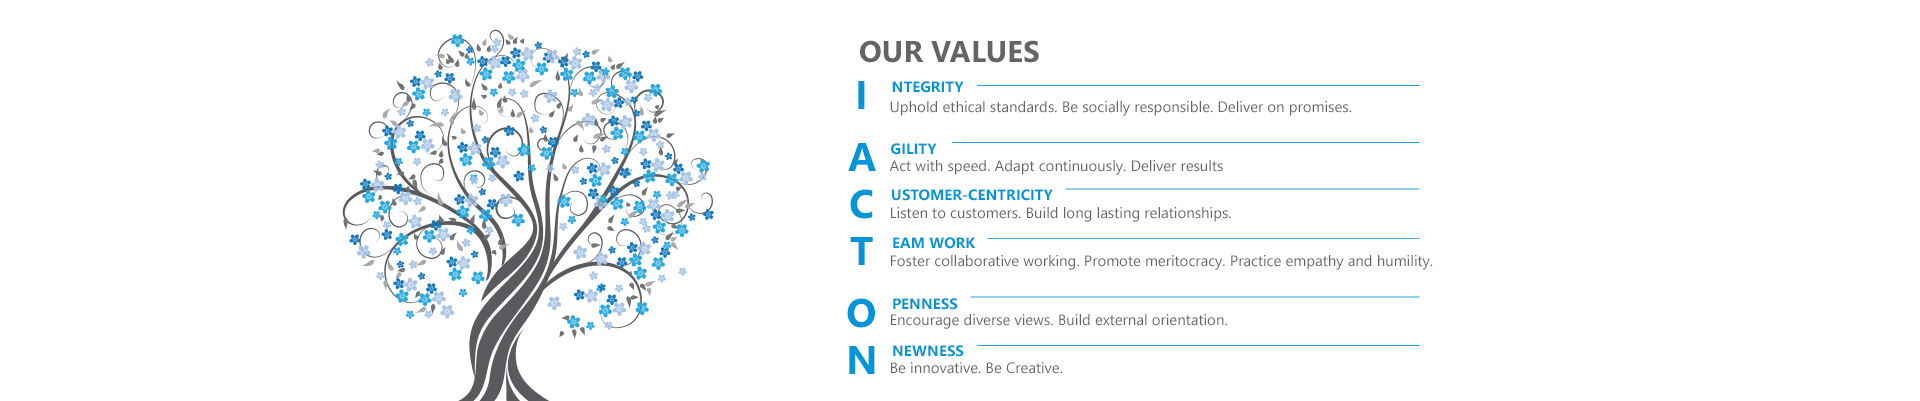 OUR VALUES
I NTEGRITY
Uphold ethical standards. Be socially responsible. Deliver on promises.
A GILITY
Act with speed. Adapt continuously. Deliver results
C USTOMER-CENTRICITY
Listen to customers. Build long lasting relationships.
T EAM WORK
Foster collaborative working. Promote meritocracy. Practice empathy and humility.
O PENNESS
Encourage diverse views. Build external orientation.
N NEWNESS
Be innovative. Be Creative.